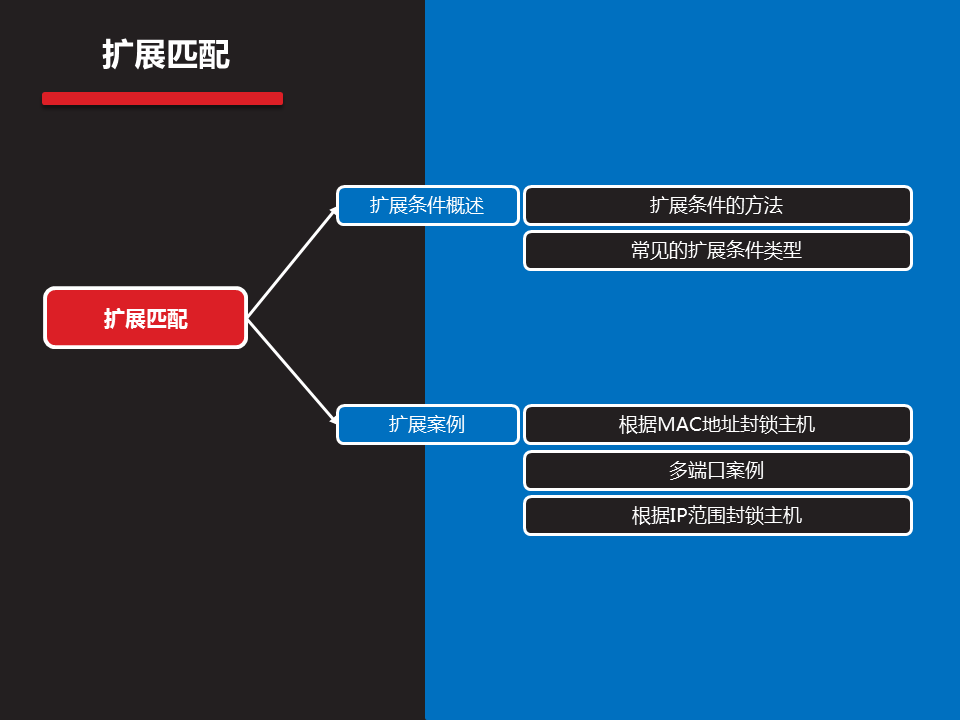 扩展匹配
扩展匹配
扩展条件概述
扩展条件的方法
常见的扩展条件类型
扩展案例
根据MAC地址封锁主机
多端口案例
根据IP范围封锁主机